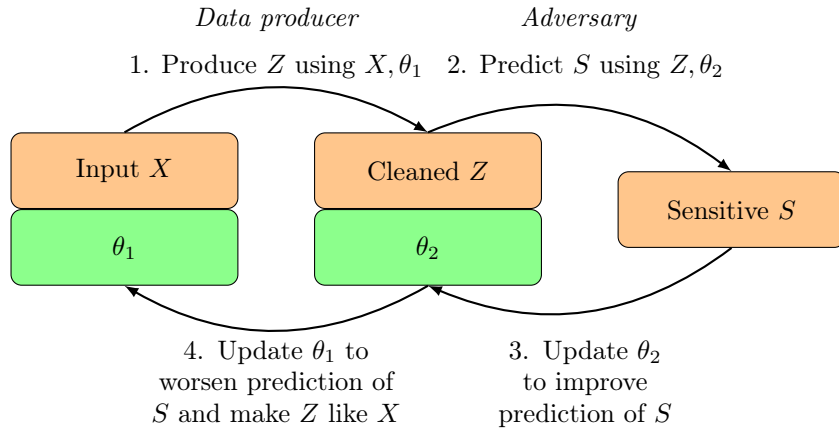 Data producer
Adversary
1. Produce Z using X, θ₁
2. Predict S using Z, θ₂
Input X
Cleaned Z
Sensitive S
θ₁
θ₂
4. Update θ₁ to
worsen prediction of
S and make Z like X
3. Update θ₂
to improve
prediction of S